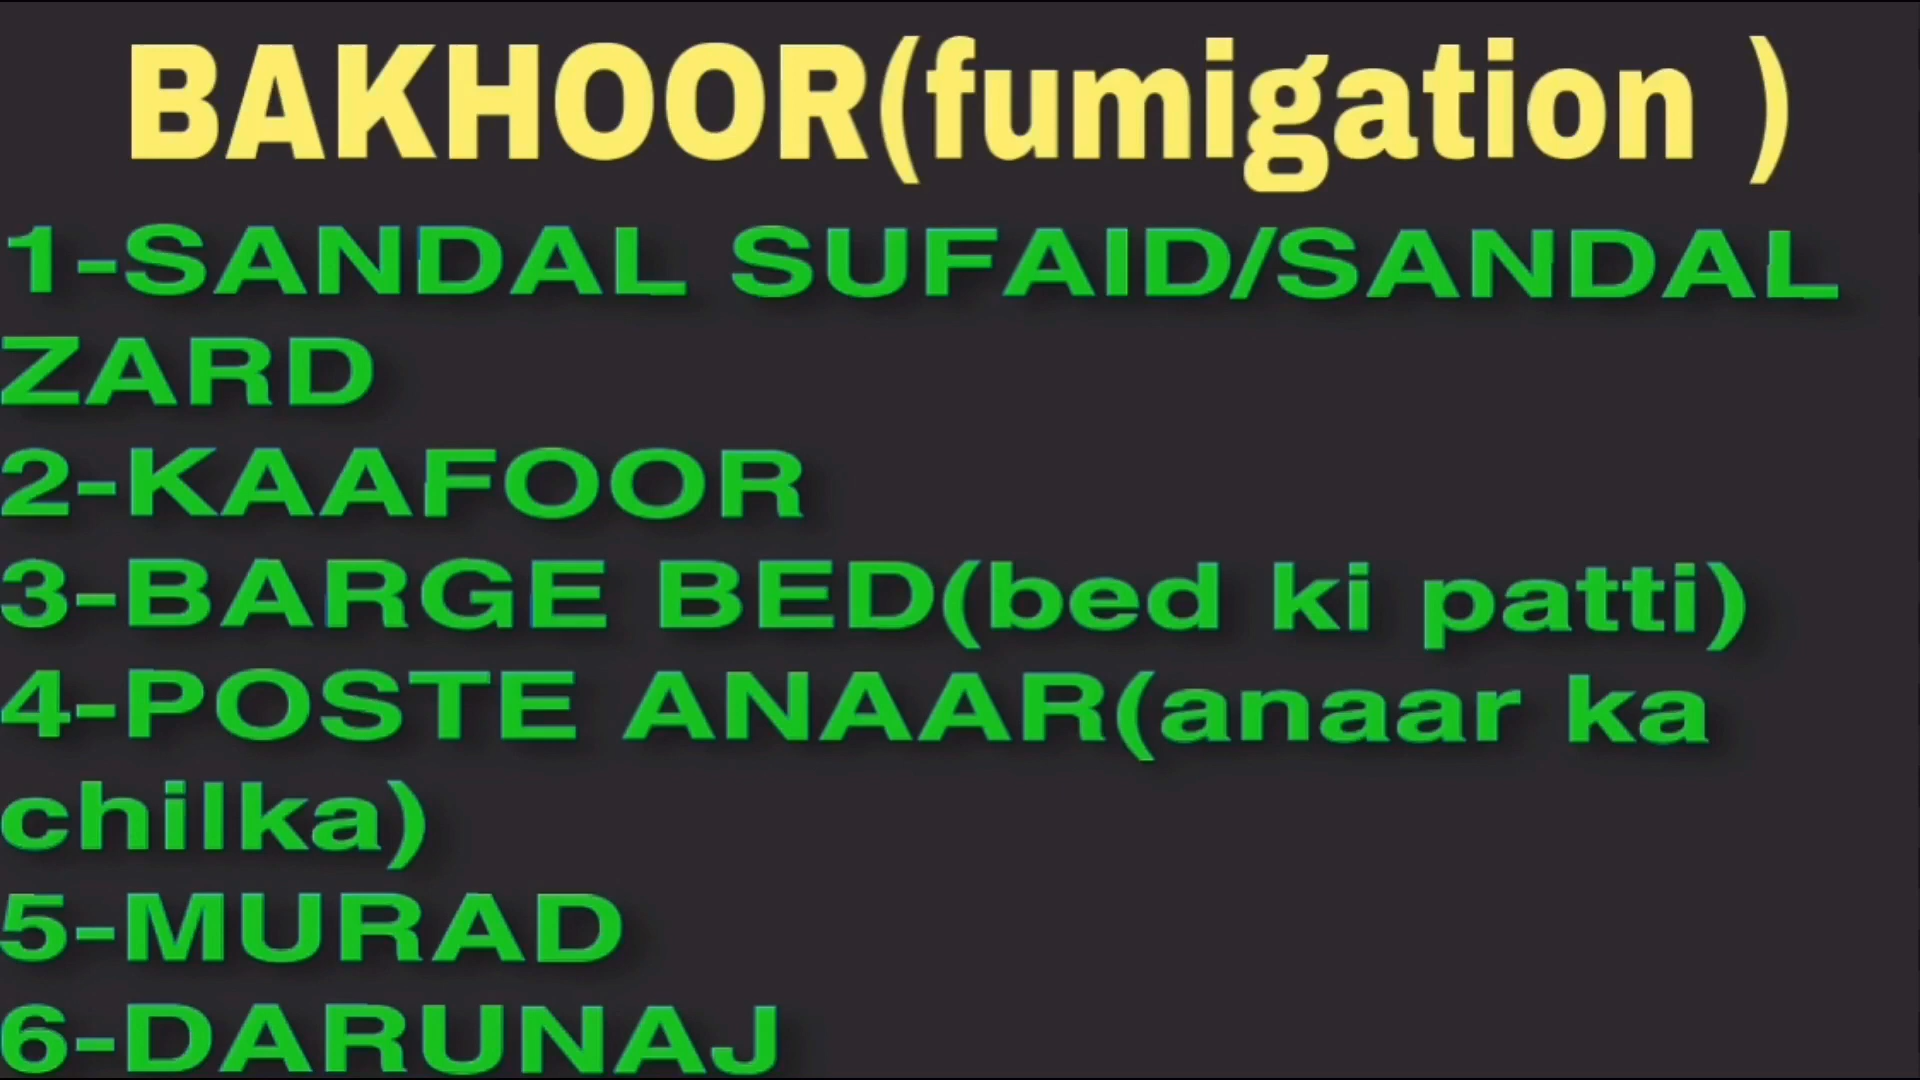 BAKHOOR(fumigation )
1-SANDAL SUFAID/SANDAL
ZARD
2-KAAFOOR
3-BARGE BED(bed ki patti)
4-POSTE ANAAR(anaar ka
chilka)
5-MURAD
6-DARUNAJ